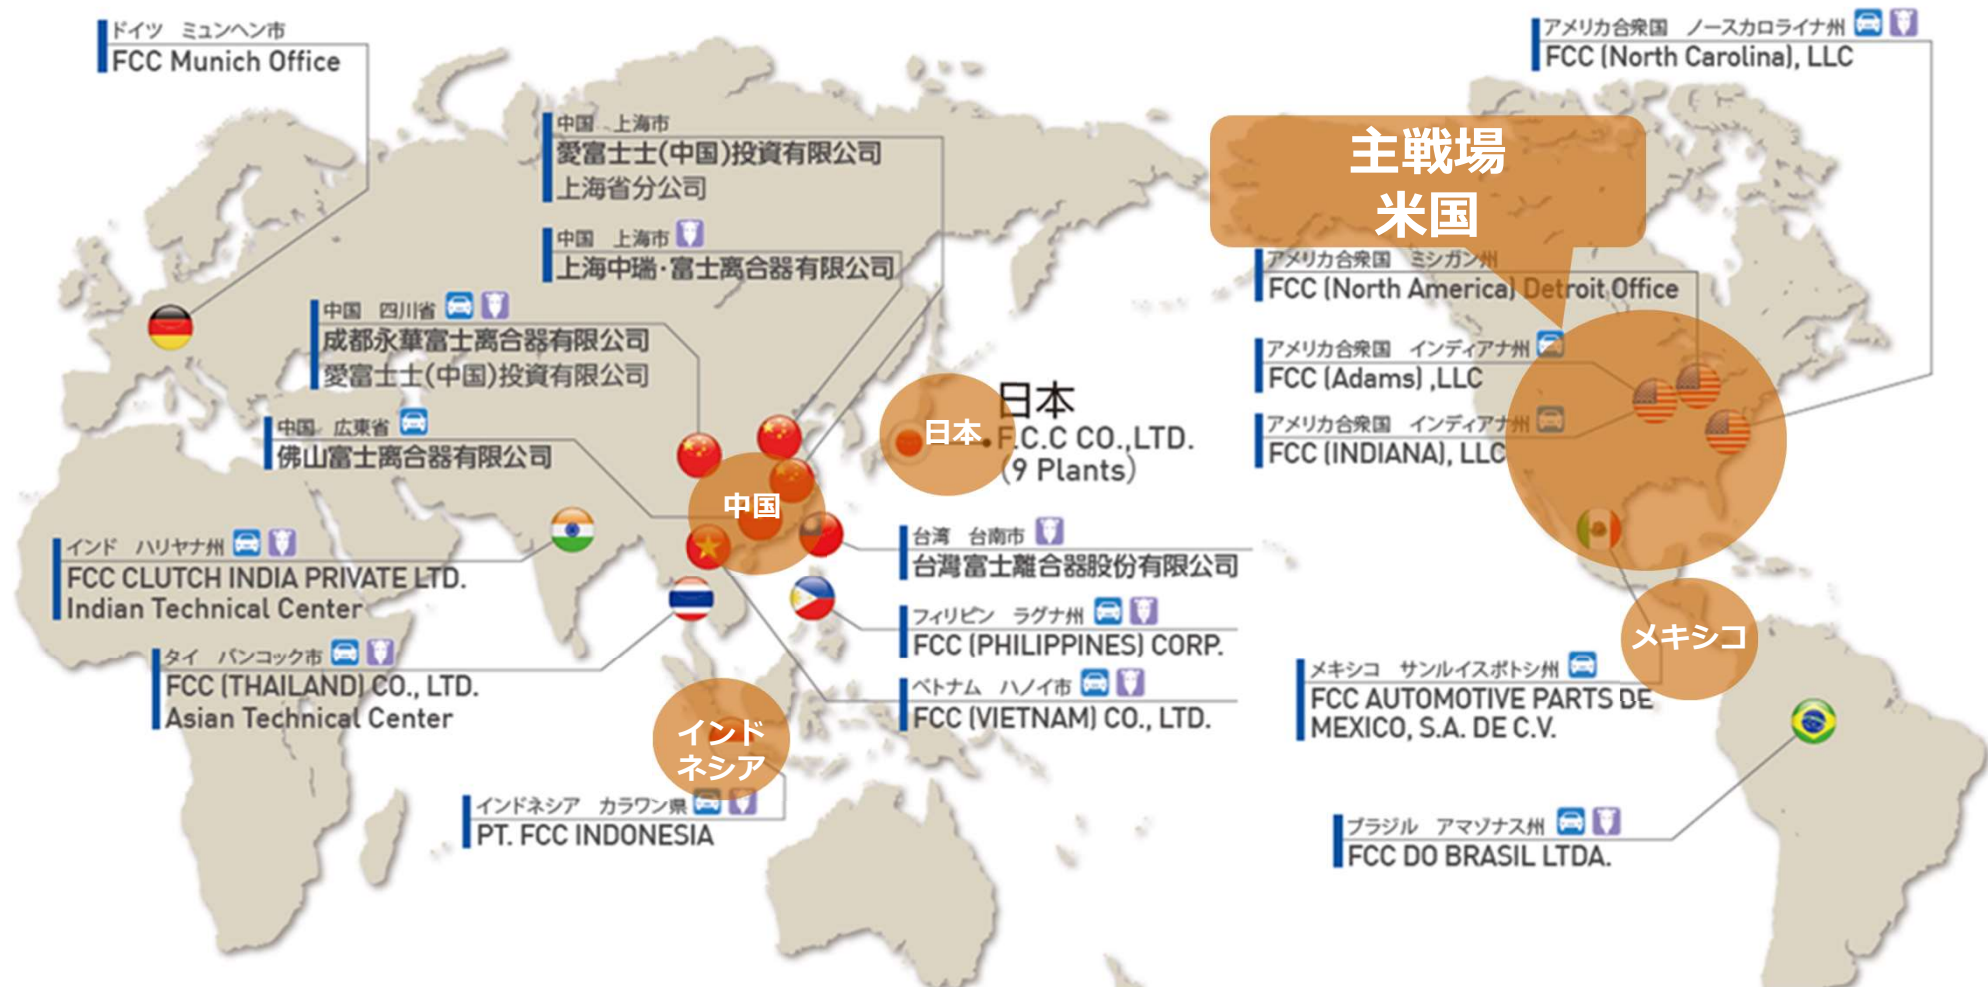 ドイツ ミュンヘン市
FCC Munich Office
アメリカ合衆国 ノースカロライナ州
FCC (North Carolina), LLC
中国 上海市
愛富士士(中国)投資有限公司
上海省分公司
主戦場
米国
中国 上海市
上海中瑞・富士离合器有限公司
アメリカ合衆国 ミシガン州
FCC (North America) Detroit Office
中国 四川省
成都永華富士离合器有限公司
愛富士士(中国)投資有限公司
アメリカ合衆国 インディアナ州
FCC (Adams) ,LLC
中国 広東省
佛山富士离合器有限公司
日本
日本
F.C.C CO.,LTD.
(9 Plants)
アメリカ合衆国 インディアナ州
FCC (INDIANA), LLC
中国
インド ハリヤナ州
FCC CLUTCH INDIA PRIVATE LTD.
Indian Technical Center
台湾 台南市
台灣富士離合器股份有限公司
フィリピン ラグナ州
FCC (PHILIPPINES) CORP.
タイ バンコック市
FCC (THAILAND) CO., LTD.
Asian Technical Center
ベトナム ハノイ市
FCC (VIETNAM) CO., LTD.
メキシコ
メキシコ サンルイスポトシ州
FCC AUTOMOTIVE PARTS DE
MEXICO, S.A. DE C.V.
インド
ネシア
インドネシア カラワン県
PT. FCC INDONESIA
ブラジル アマゾナス州
FCC DO BRASIL LTDA.